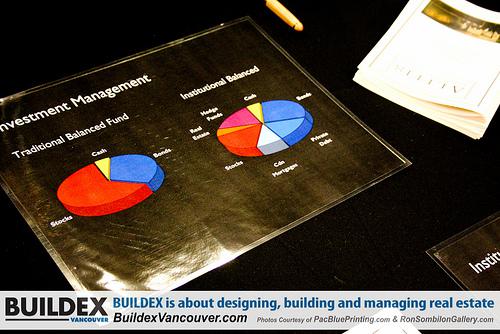 nvestment Management
Traditional Balanced Fund
Cash
Bonds
Stocks
Institutional Balanced
Cash
Bonds
Hedge
Funds
Real
Estate
Private
Debt
Stocks
Cdn
Mortgages
Instit
BUILDEX
VANCOUVER
BUILDEX is about designing, building and managing real estate
BuildexVancouver.com
Photos Courtesy of PacBluePrinting.com & RonSombilonGallery.com